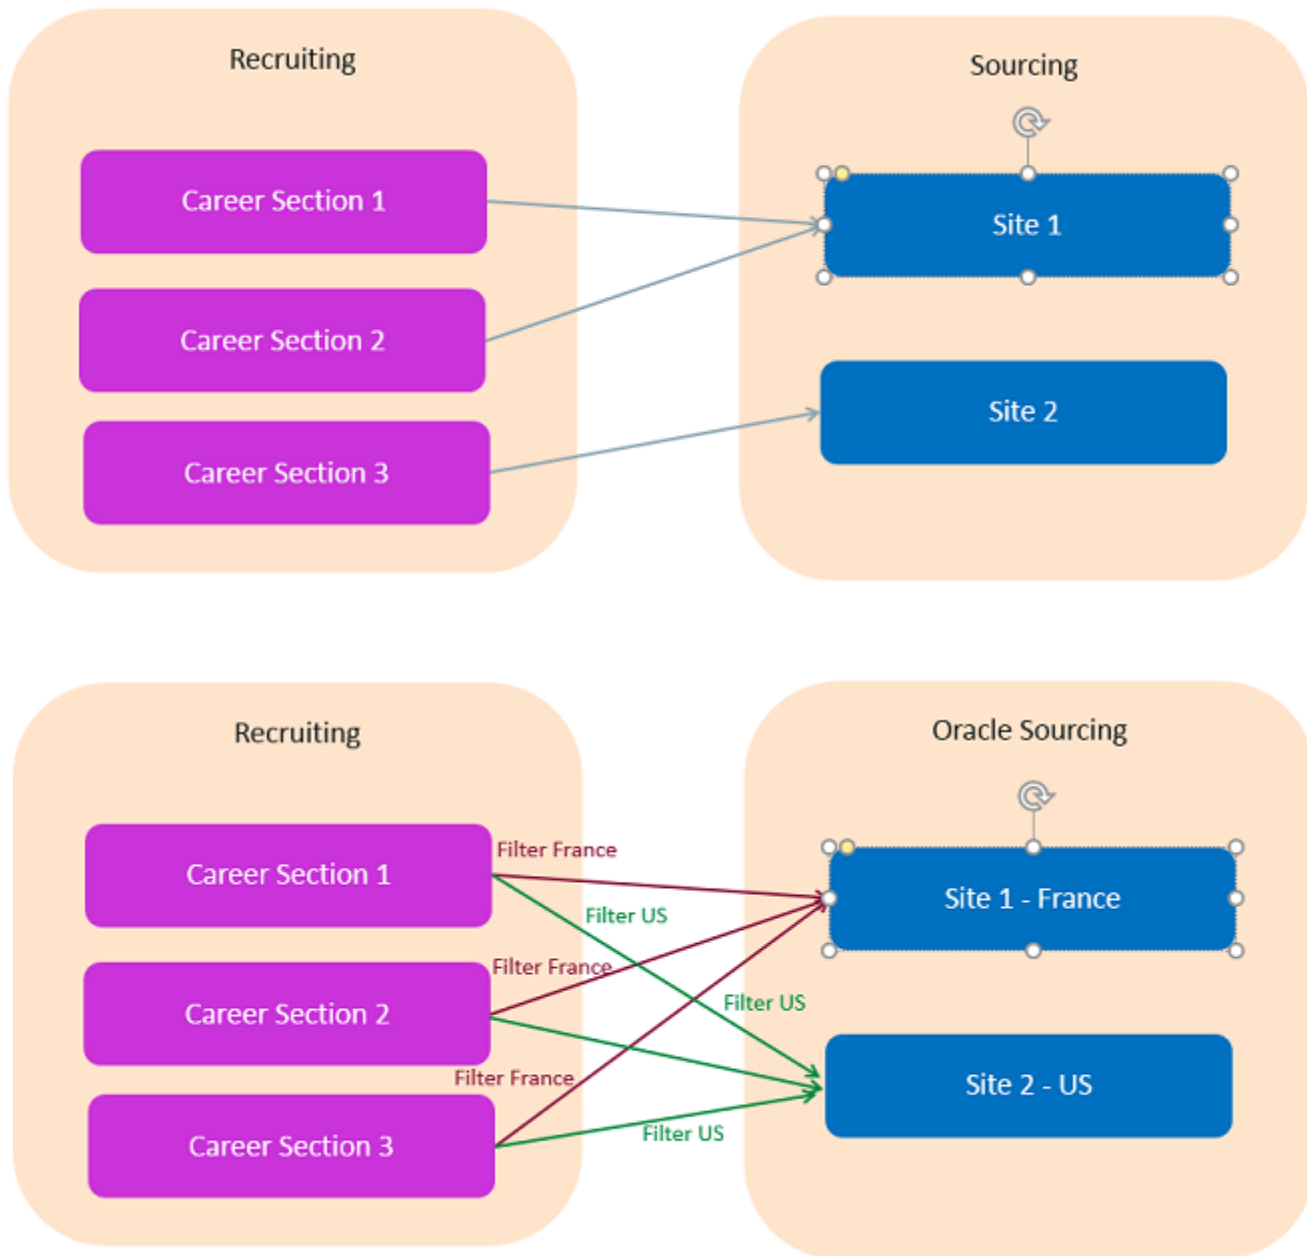 Recruiting
Sourcing
Career Section 1
Site 1
Career Section 2
Site 2
Career Section 3
Recruiting
Oracle Sourcing
Filter France
Career Section 1
Site 1 - France
Filter US
Filter France
Filter US
Career Section 2
Filter France
Site 2 - US
Filter US
Career Section 3